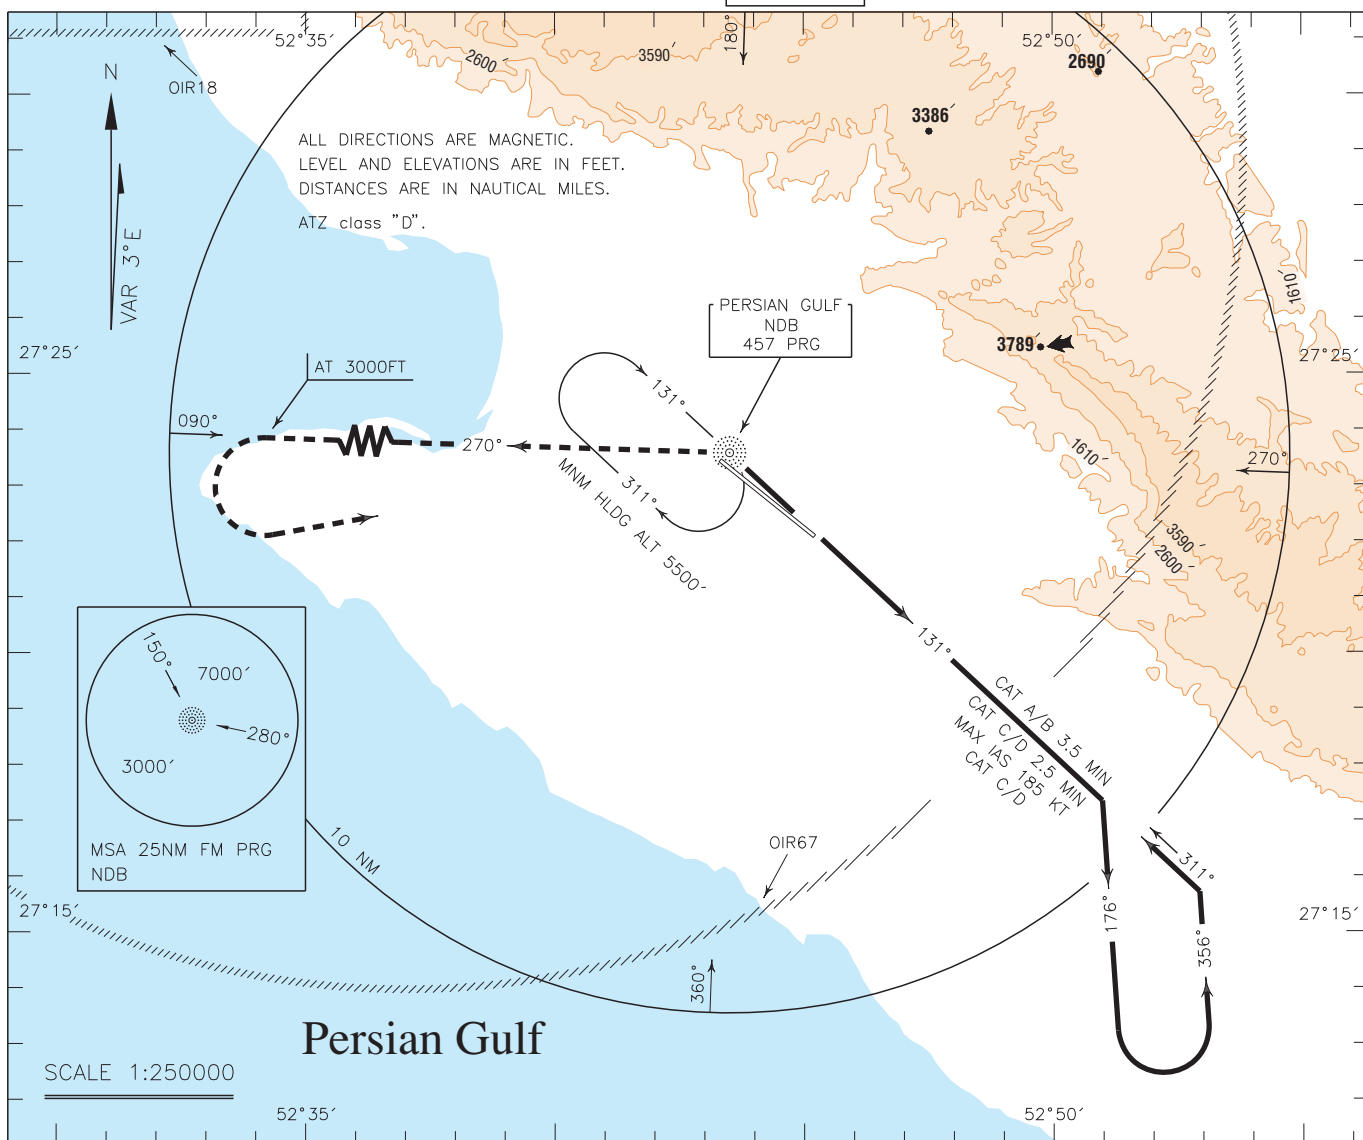 180°
52°35′
52°50′
2600′
3590′
2690′
OIR18
N
3386′
ALL DIRECTIONS ARE MAGNETIC.
LEVEL AND ELEVATIONS ARE IN FEET.
DISTANCES ARE IN NAUTICAL MILES.
ATZ class "D".
VAR 3°E
1610′
PERSIAN GULF
NDB
457 PRG
27°25′
3789′
27°25′
AT 3000FT
131°
090°
270°
1610′
270°
311°
MNM HLDG ALT 5500′
3590′
2600′
131°
150°
7000′
280°
3000′
MSA 25NM FM PRG
NDB
CAT A/B 3.5 MIN
CAT C/D 2.5 MIN
MAX IAS 185 KT
CAT C/D
10 NM
OIR67
311°
27°15′
27°15′
176°
356°
360°
Persian Gulf
SCALE 1:250000
52°35′
52°50′